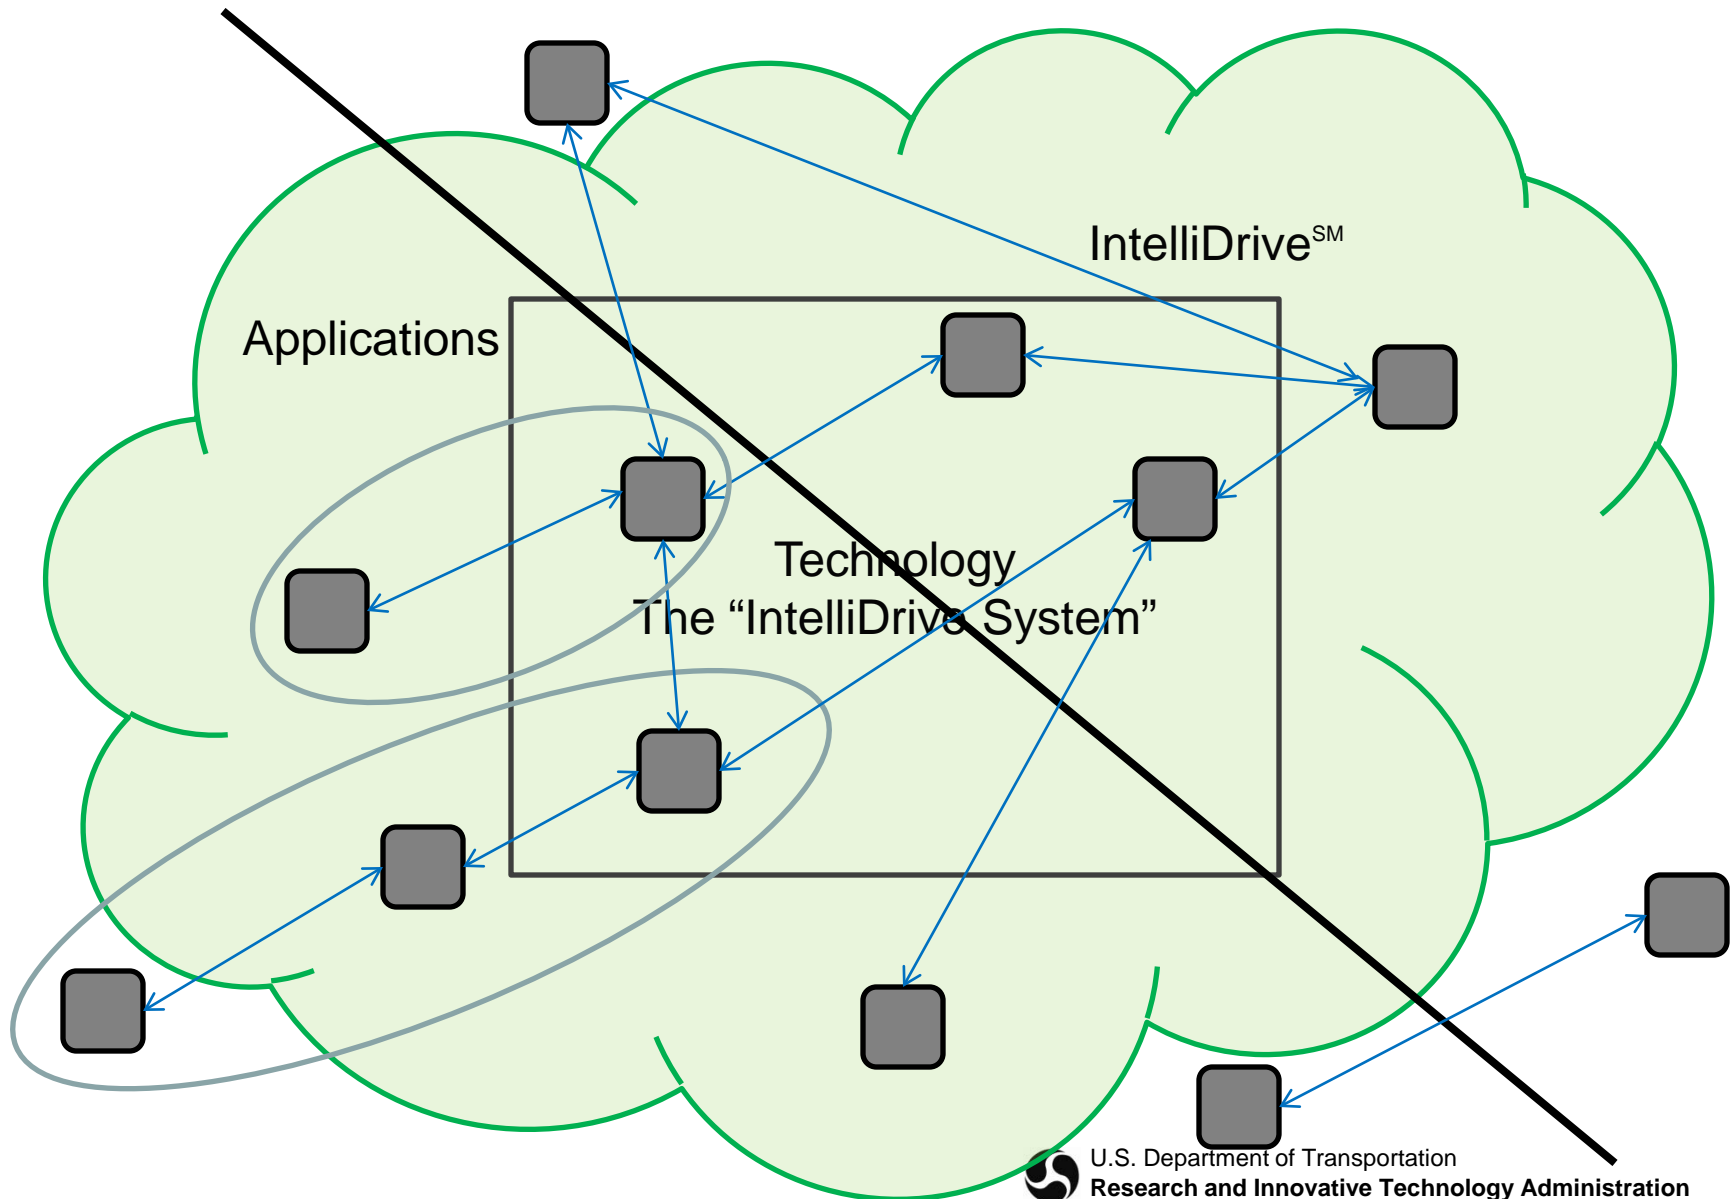 IntelliDriveSM
Applications
Technology
The “IntelliDrive System”
U.S. Department of Transportation
Research and Innovative Technology Administration